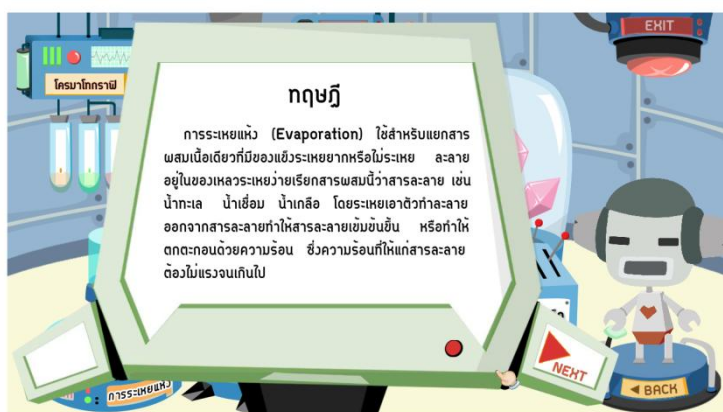 EXIT
โครมาโทกราฟี
ทฤษฎี
การระเหยแห้ง (Evaporation) ใช้สำหรับแยกสาร
ผสมเนื้อเดียวที่มีของแข็งระเหยยากหรือไม่ระเหย ละลาย
อยู่ในของเหลวระเหยง่ายเรียกสารผสมนี้ว่าสารละลาย เช่น
น้ำทะเล น้ำเชื่อม น้ำเกลือ โดยระเหยเอาตัวทำละลาย
ออกจากสารละลายทำให้สารละลายเข้มข้นขึ้น หรือทำให้
ตกตะกอนด้วยความร้อน ซึ่งความร้อนที่ให้แก่สารละลาย
ต้องไม่แรงจนเกินไป
NEXT
BACK
การระเหยแห้ง